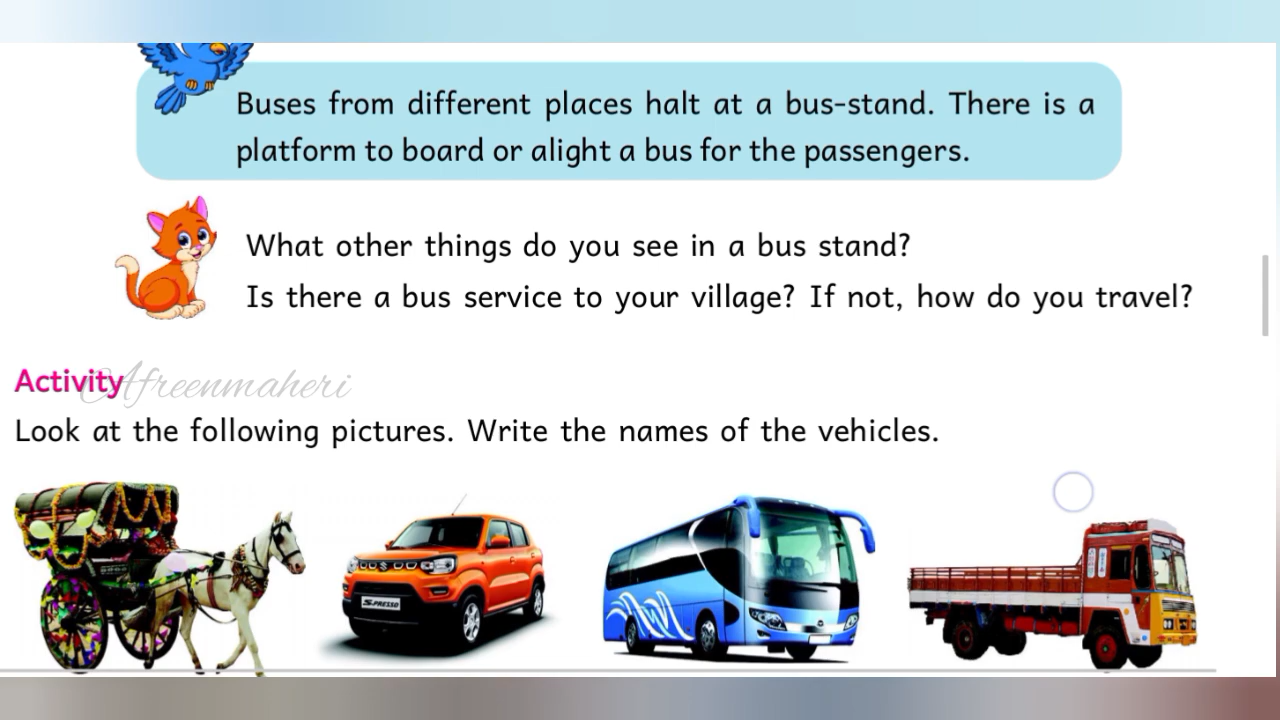 Buses from different places halt at a bus-stand. There is a
platform to board or alight a bus for the passengers.
What other things do you see in a bus stand?
Is there a bus service to your village? If not, how do you travel?
Activity
Afreenmaheri
Look at the following pictures. Write the names of the vehicles.
S-PRESSO